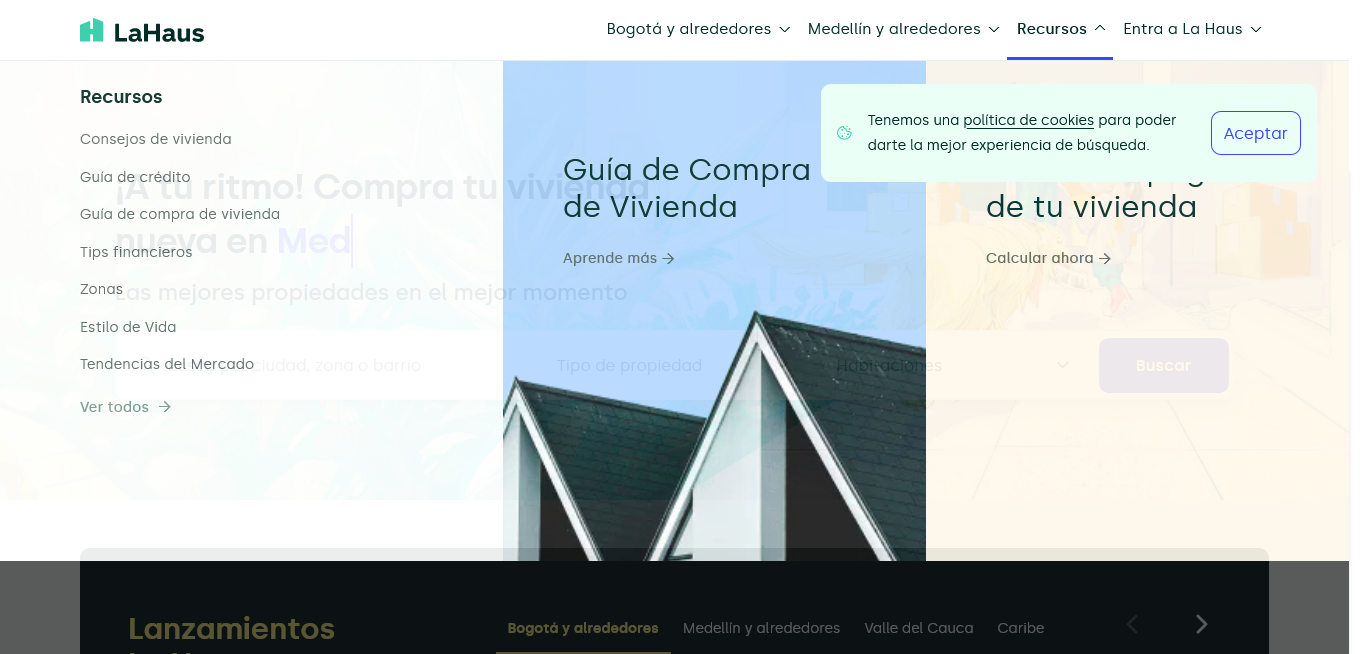 LaHaus
Bogotá y alrededores
Medellín y alrededores
Recursos
Entra a La Haus
Recursos
Consejos de vivienda
Guía de crédito
Guía de compra de vivienda
Tips financieros
Zonas
Estilo de Vida
Tendencias del Mercado
Ver todos
¡A tu ritmo! Compra tu vivienda
nueva en Med
Las mejores propiedades en el mejor momento
ciudad, zona o barrio
Tipo de propiedad
Habitaciones
Buscar
Guía de Compra
de Vivienda
Aprende más
Tenemos una política de cookies para poder
darte la mejor experiencia de búsqueda.
Aceptar
de tu vivienda
Calcular ahora
Lanzamientos
Bogotá y alrededores
Medellín y alrededores
Valle del Cauca
Caribe